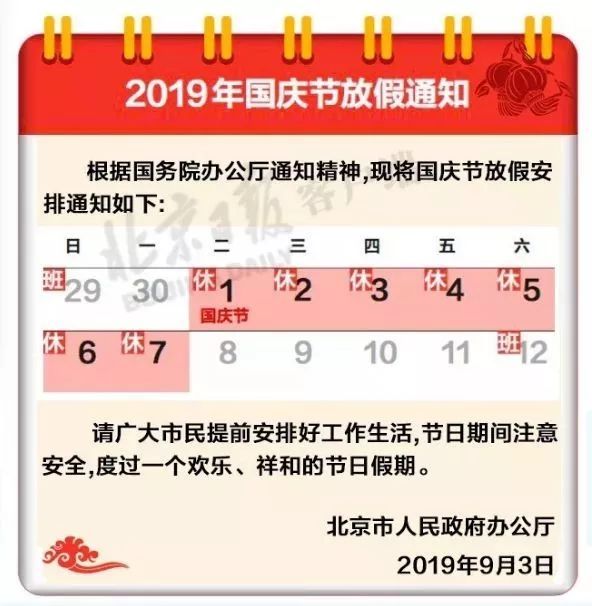 2019年国庆节放假通知
根据国务院办公厅通知精神,现将国庆节放假安
排通知如下:
北京日报客户端
BEIJING DAILY
日 一 二 三 四 五 六
班29 30 休1 休2 休3 休4 休5
国庆节
休6 休7 8 9 10 11 班12
请广大市民提前安排好工作生活,节日期间注意
安全,度过一个欢乐、祥和的节日假期。
北京市人民政府办公厅
2019年9月3日